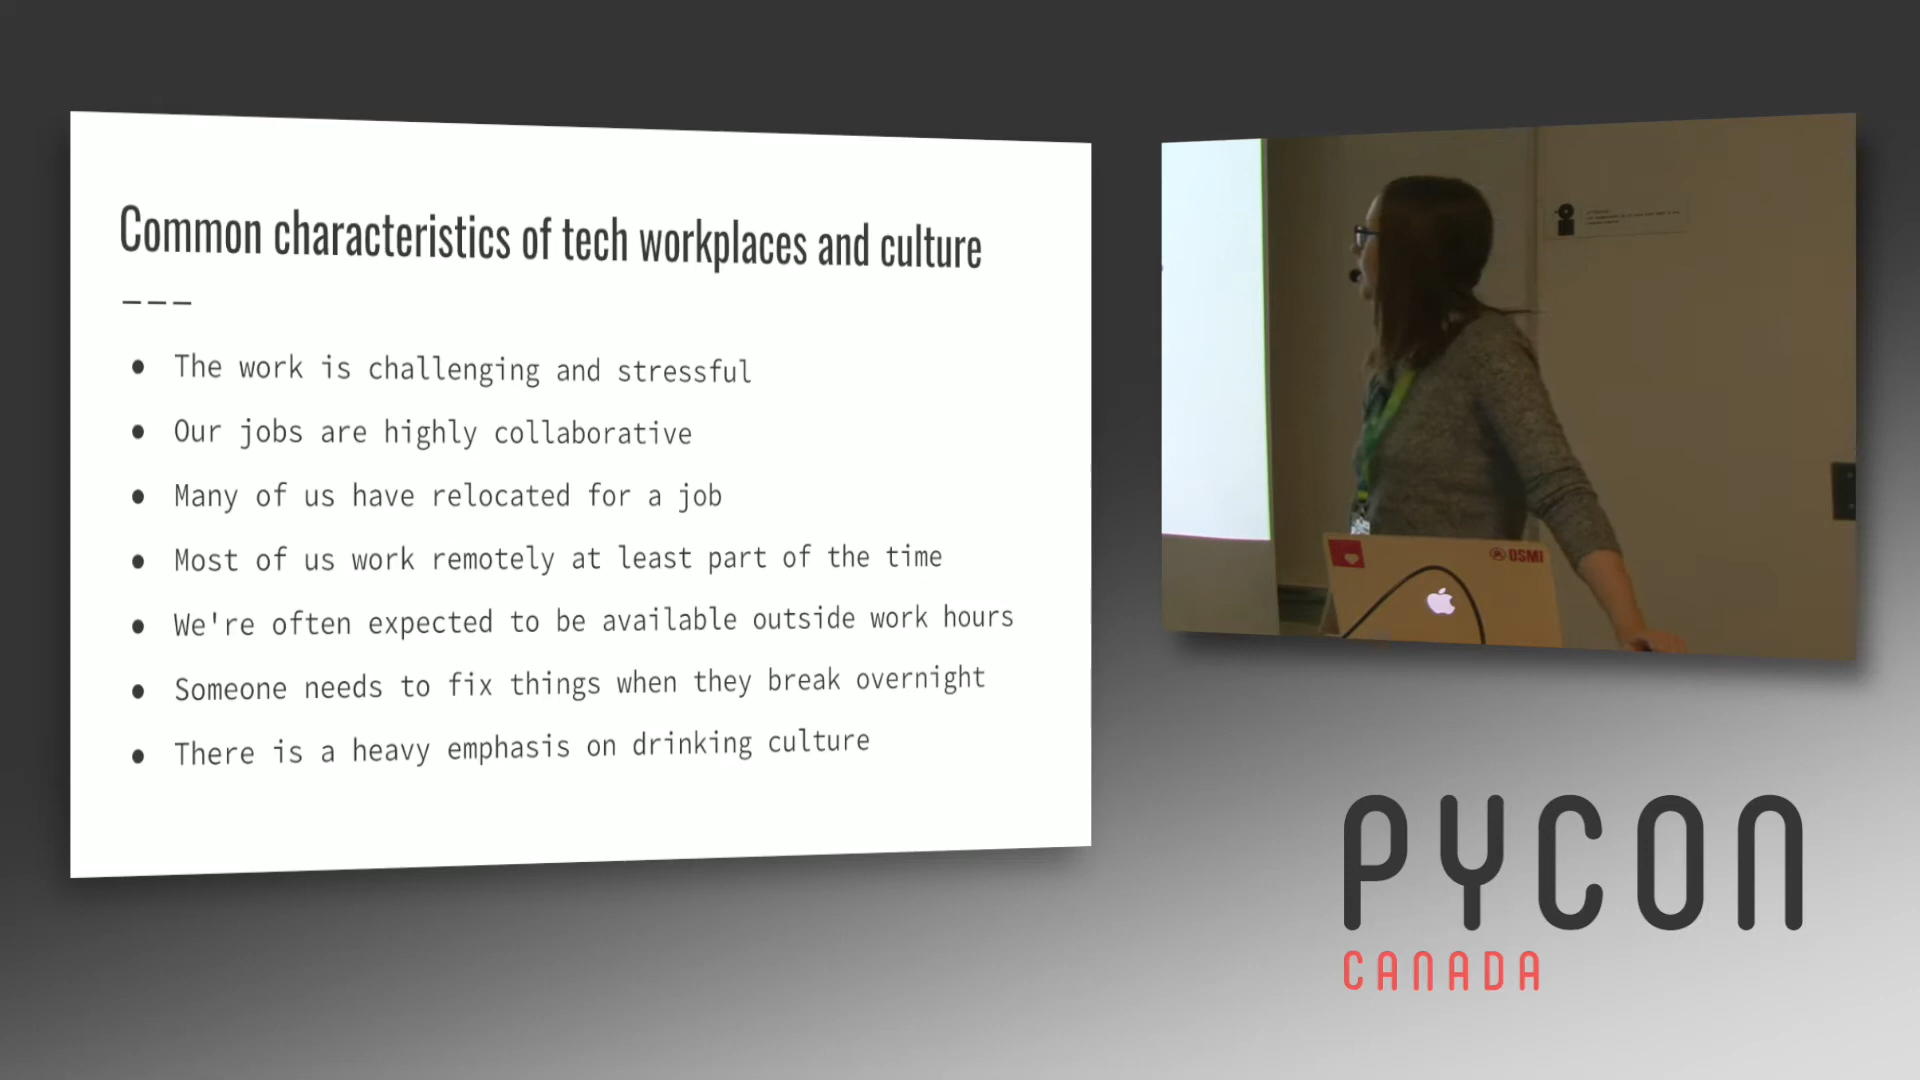 Common characteristics of tech workplaces and culture
---
● The work is challenging and stressful
● Our jobs are highly collaborative
● Many of us have relocated for a job
● Most of us work remotely at least part of the time
● We're often expected to be available outside work hours
● Someone needs to fix things when they break overnight
● There is a heavy emphasis on drinking culture
OSMI
PYCON
CANADA